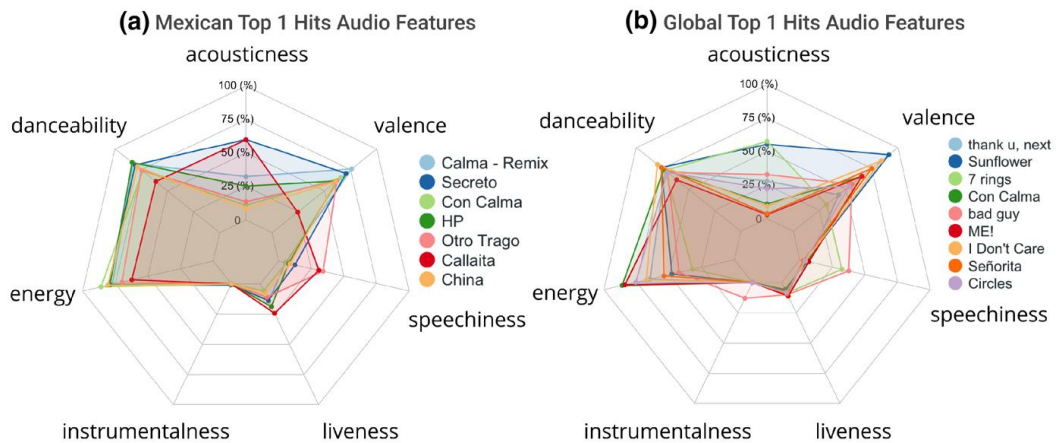 (a) Mexican Top 1 Hits Audio Features
acousticness
100 (%)
75 (%)
50 (%)
25 (%)
0
danceability
valence
energy
speechiness
instrumentalness
liveness
Calma - Remix
Secreto
Con Calma
HP
Otro Trago
Callaita
China
(b) Global Top 1 Hits Audio Features
acousticness
100 (%)
75 (%)
50 (%)
25 (%)
0
danceability
valence
energy
speechiness
instrumentalness
liveness
thank u, next
Sunflower
7 rings
Con Calma
bad guy
ME!
I Don't Care
Señorita
Circles